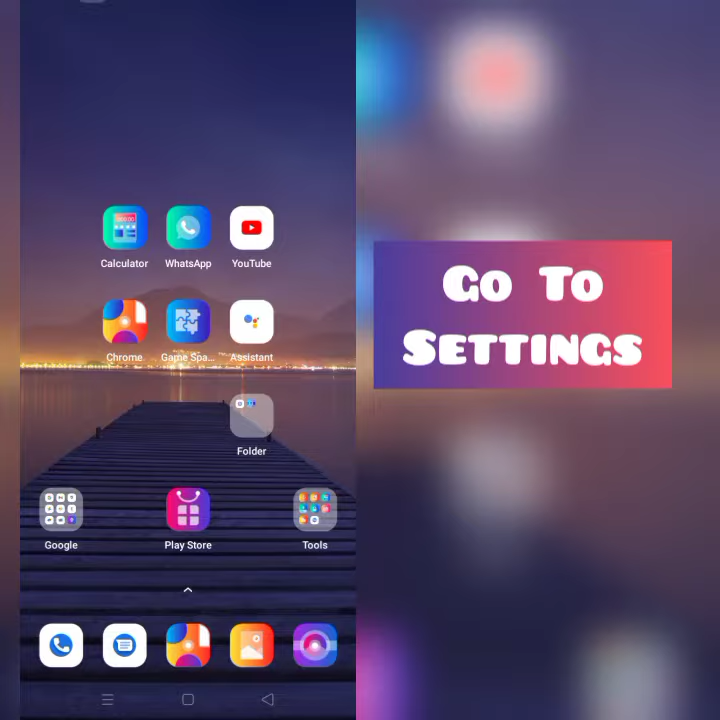 Calculator
WhatsApp
YouTube
Chrome
Game Spa...
Assistant
Folder
Google
Play Store
Tools
Go To
Settings